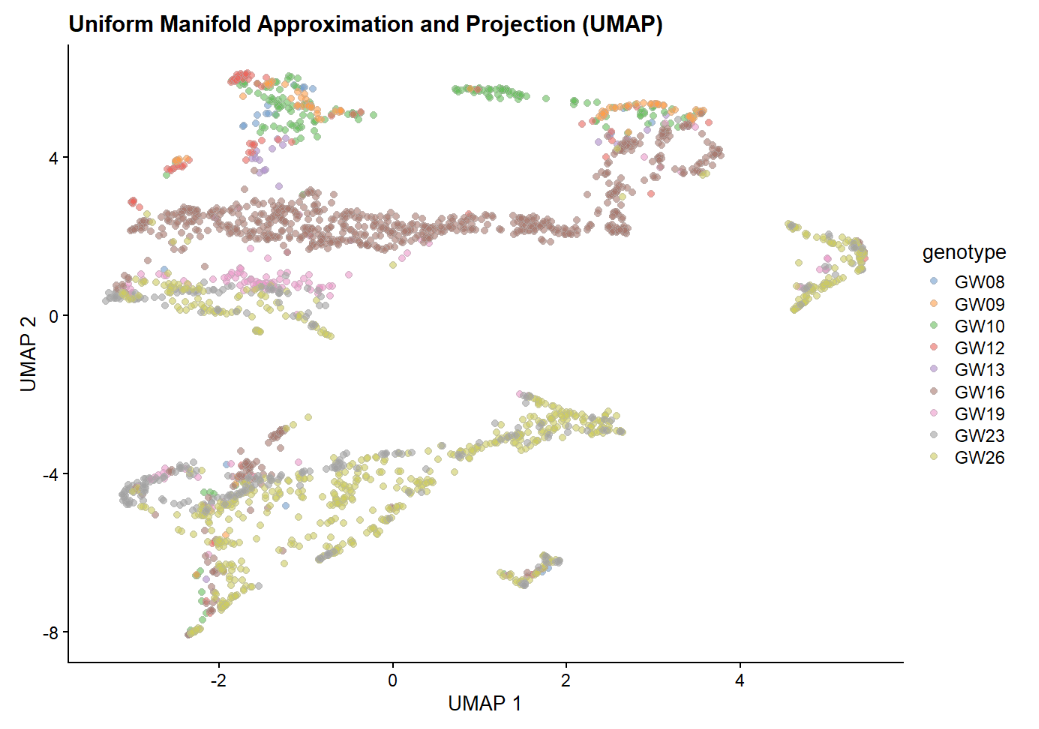 Uniform Manifold Approximation and Projection (UMAP)
4
0
-4
-8
UMAP 2
-2
0
2
4
UMAP 1
genotype
GW08
GW09
GW10
GW12
GW13
GW16
GW19
GW23
GW26